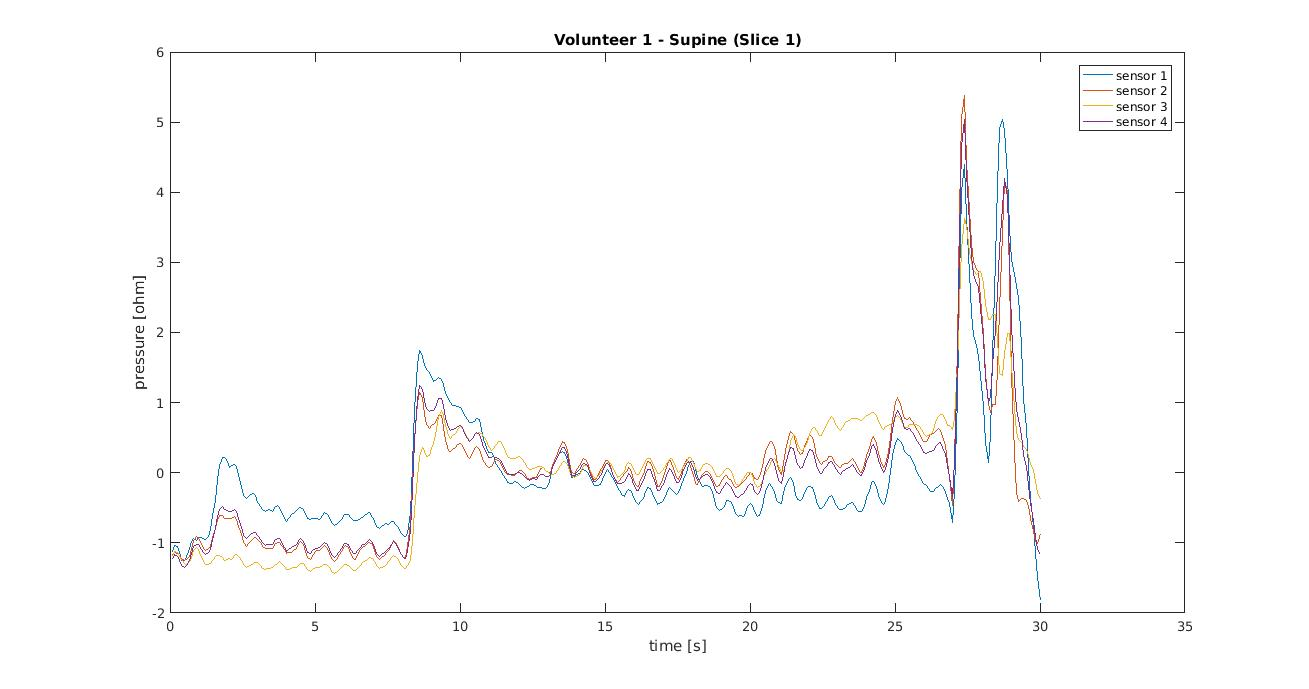 Volunteer 1 - Supine (Slice 1)
6
5
4
3
2
1
0
-1
-2
pressure [ohm]
0 5 10 15 20 25 30 35
time [s]
sensor 1
sensor 2
sensor 3
sensor 4